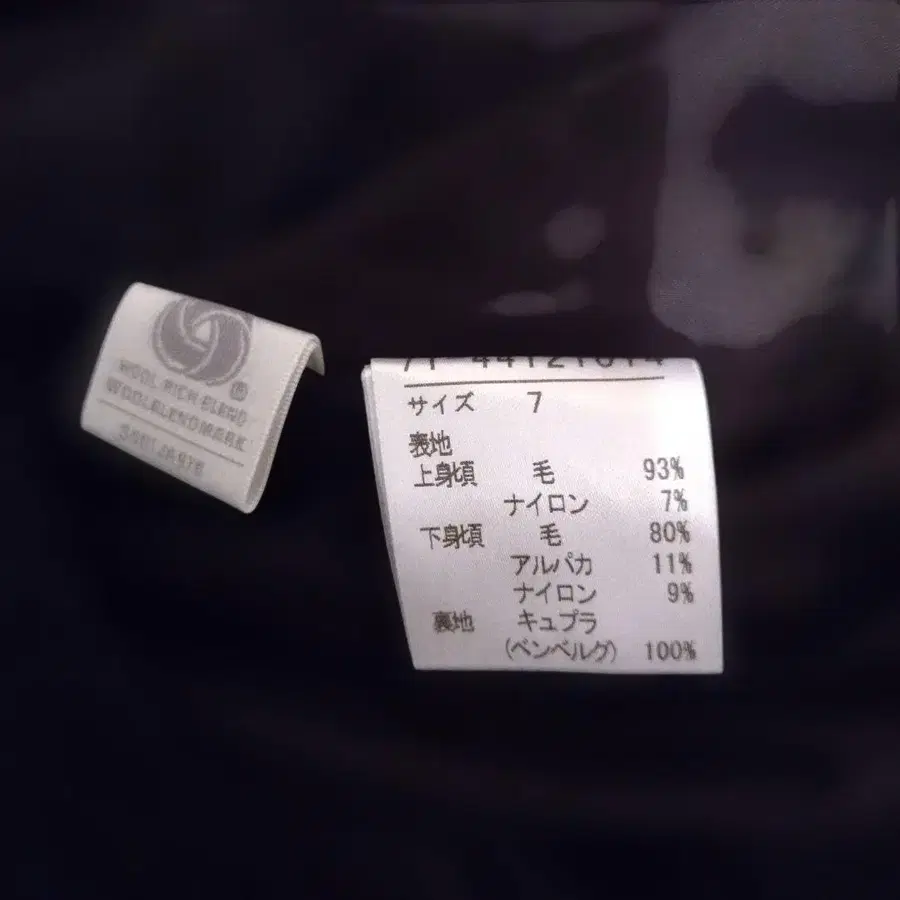 WOOL RICH BLEND
WOOLBLENDMARK
サイズ 7
表地
上身頃 毛 93%
ナイロン 7%
下身頃 毛 80%
アルパカ 11%
ナイロン 9%
裏地 キュプラ
(ベンベルグ) 100%